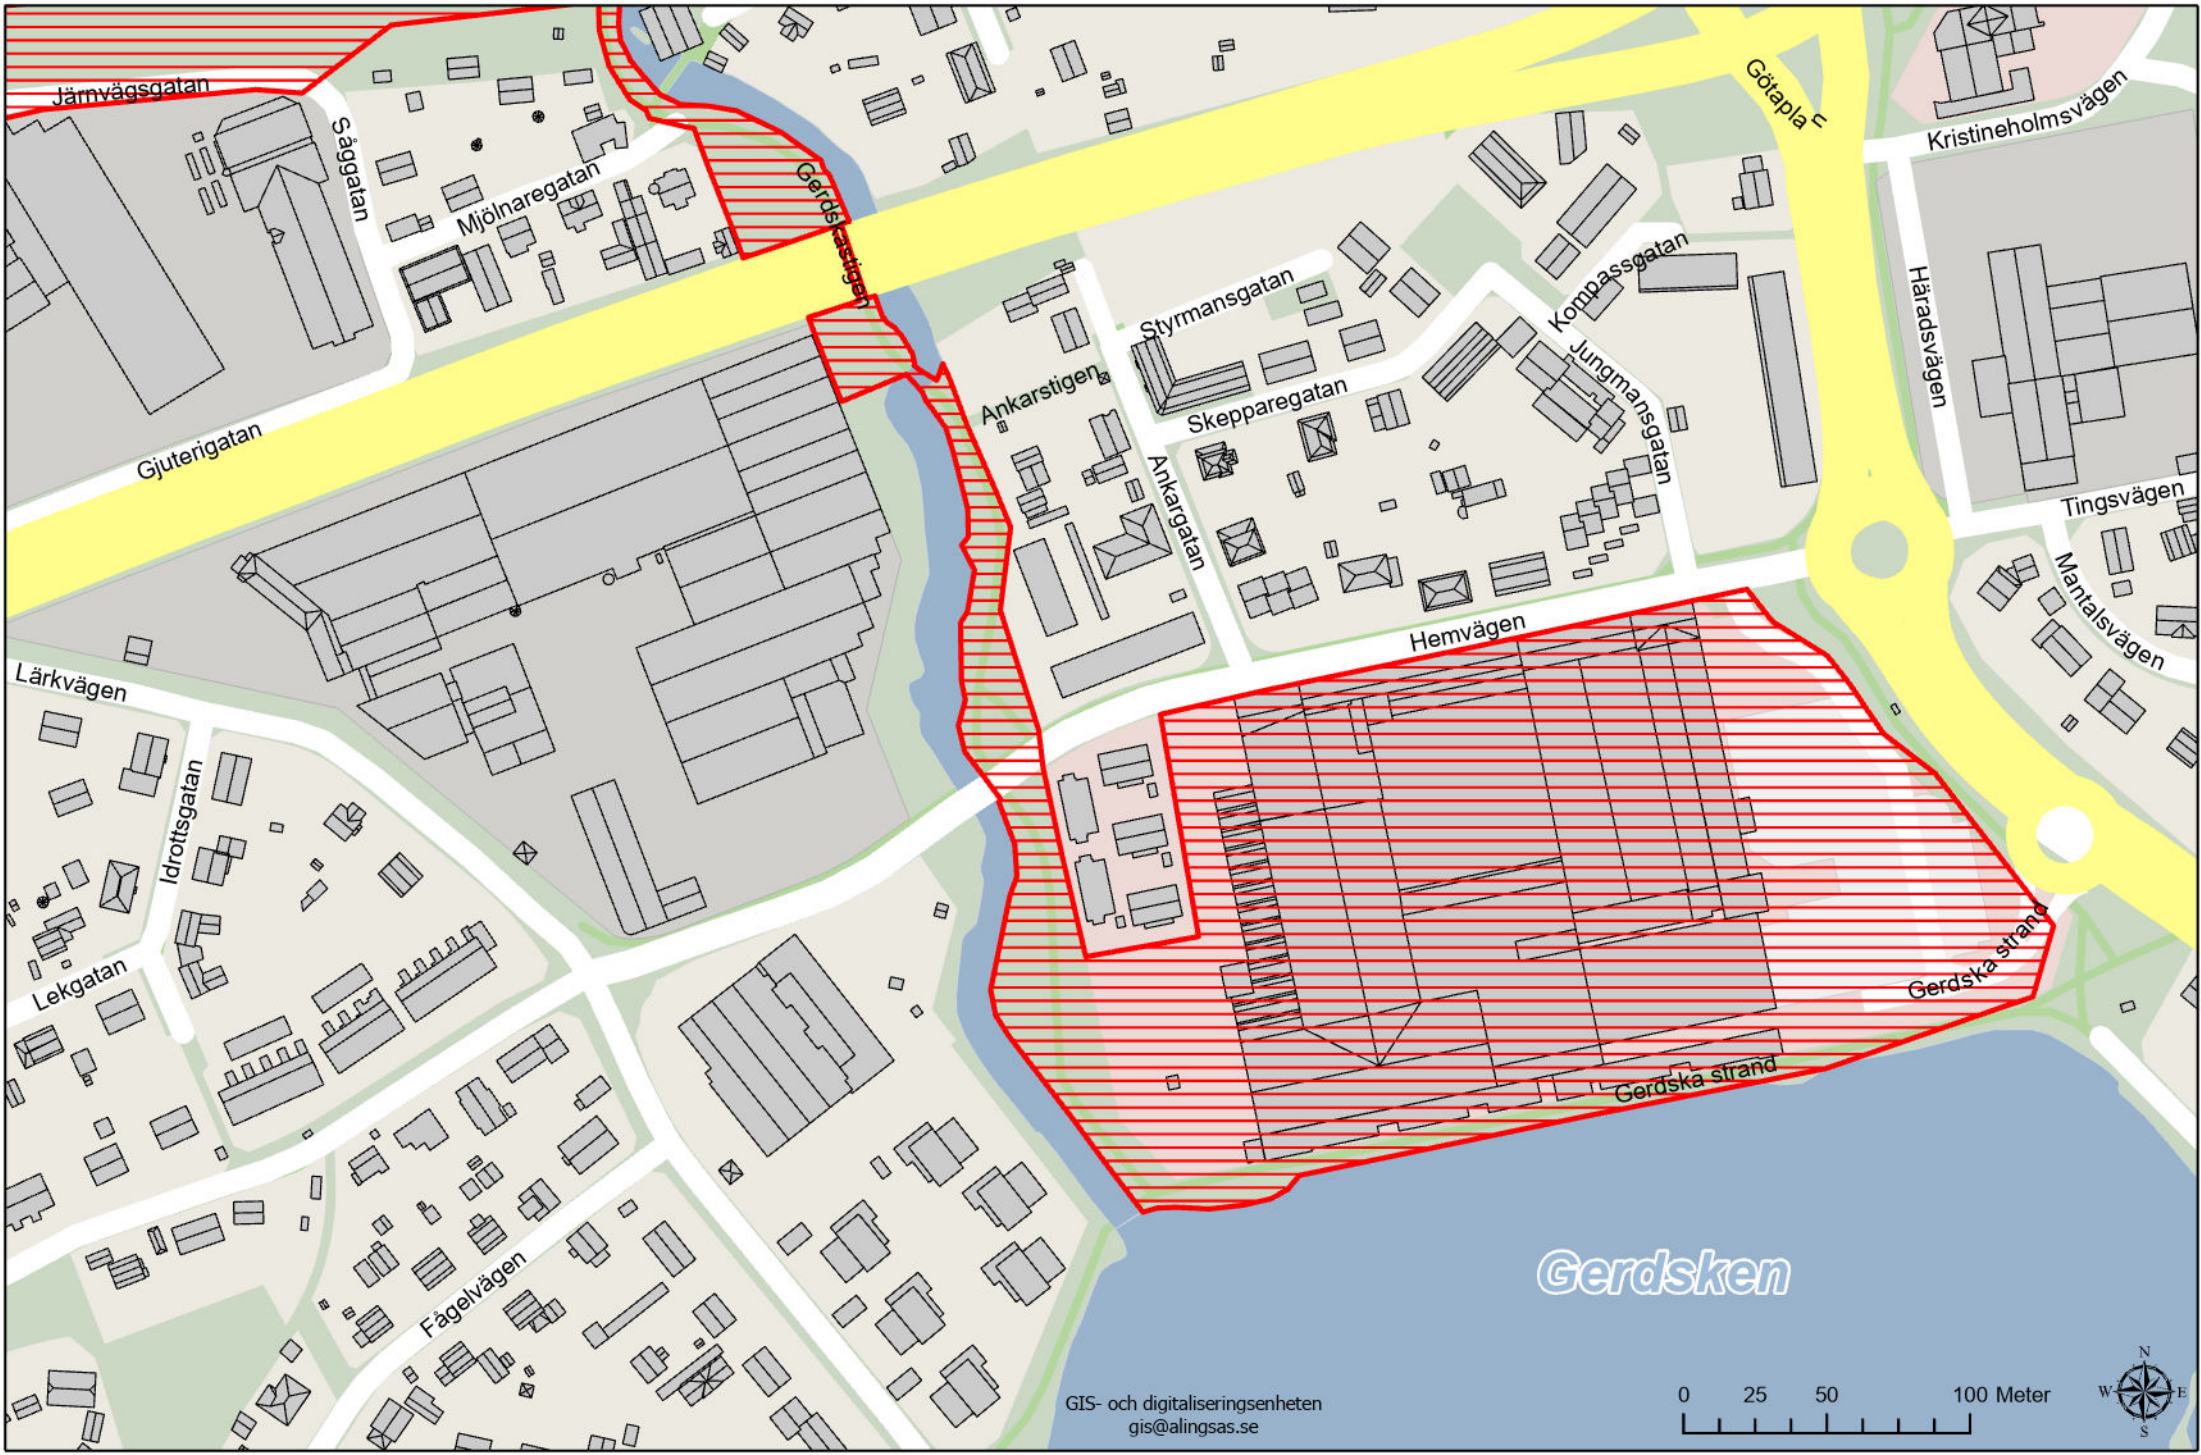 Järnvägsgatan
Såggatan
Mjölnaregatan
Gerdskastigen
Götaplan
Kristineholmsvägen
Häradsvägen
Tingsvägen
Mantalsvägen
Styrmansgatan
Kompassgatan
Jungmansgatan
Skepparegatan
Ankarstigen
Ankargatan
Gjuterigatan
Hemvägen
Lärkvägen
Idrottsgatan
Lekgatan
Fågelvägen
Gerdska strand
Gerdska strand
Gerdsken
GIS- och digitaliseringsenheten
gis@alingsas.se
0 25 50 100 Meter
N
W E
S